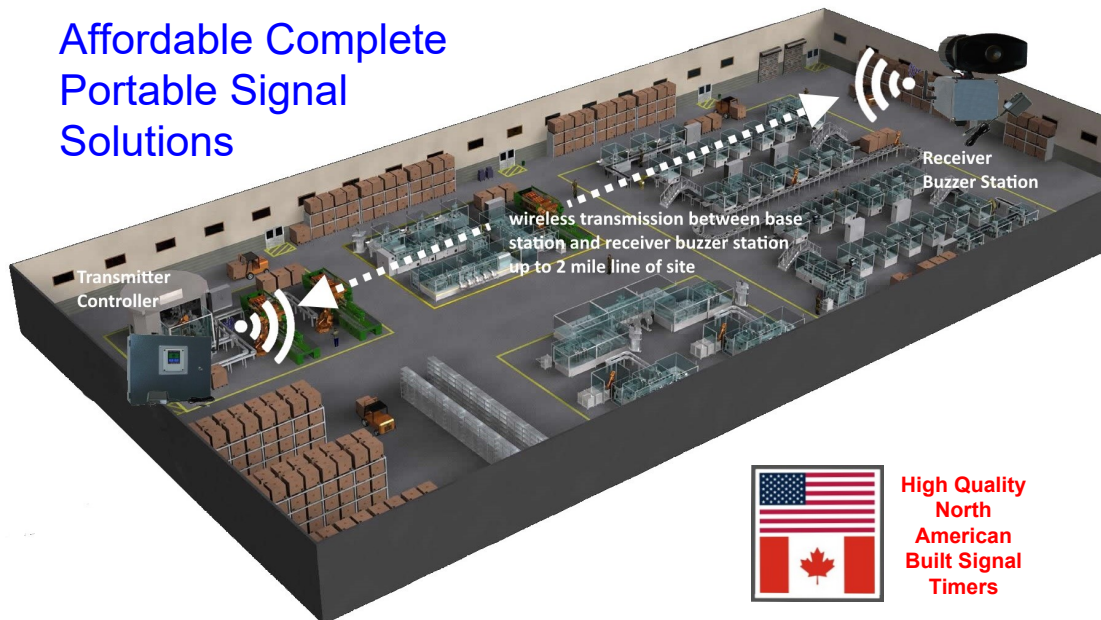 Affordable Complete
Portable Signal
Solutions
Receiver
Buzzer Station
wireless transmission between base
station and receiver buzzer station
up to 2 mile line of site
Transmitter
Controller
High Quality
North
American
Built Signal
Timers